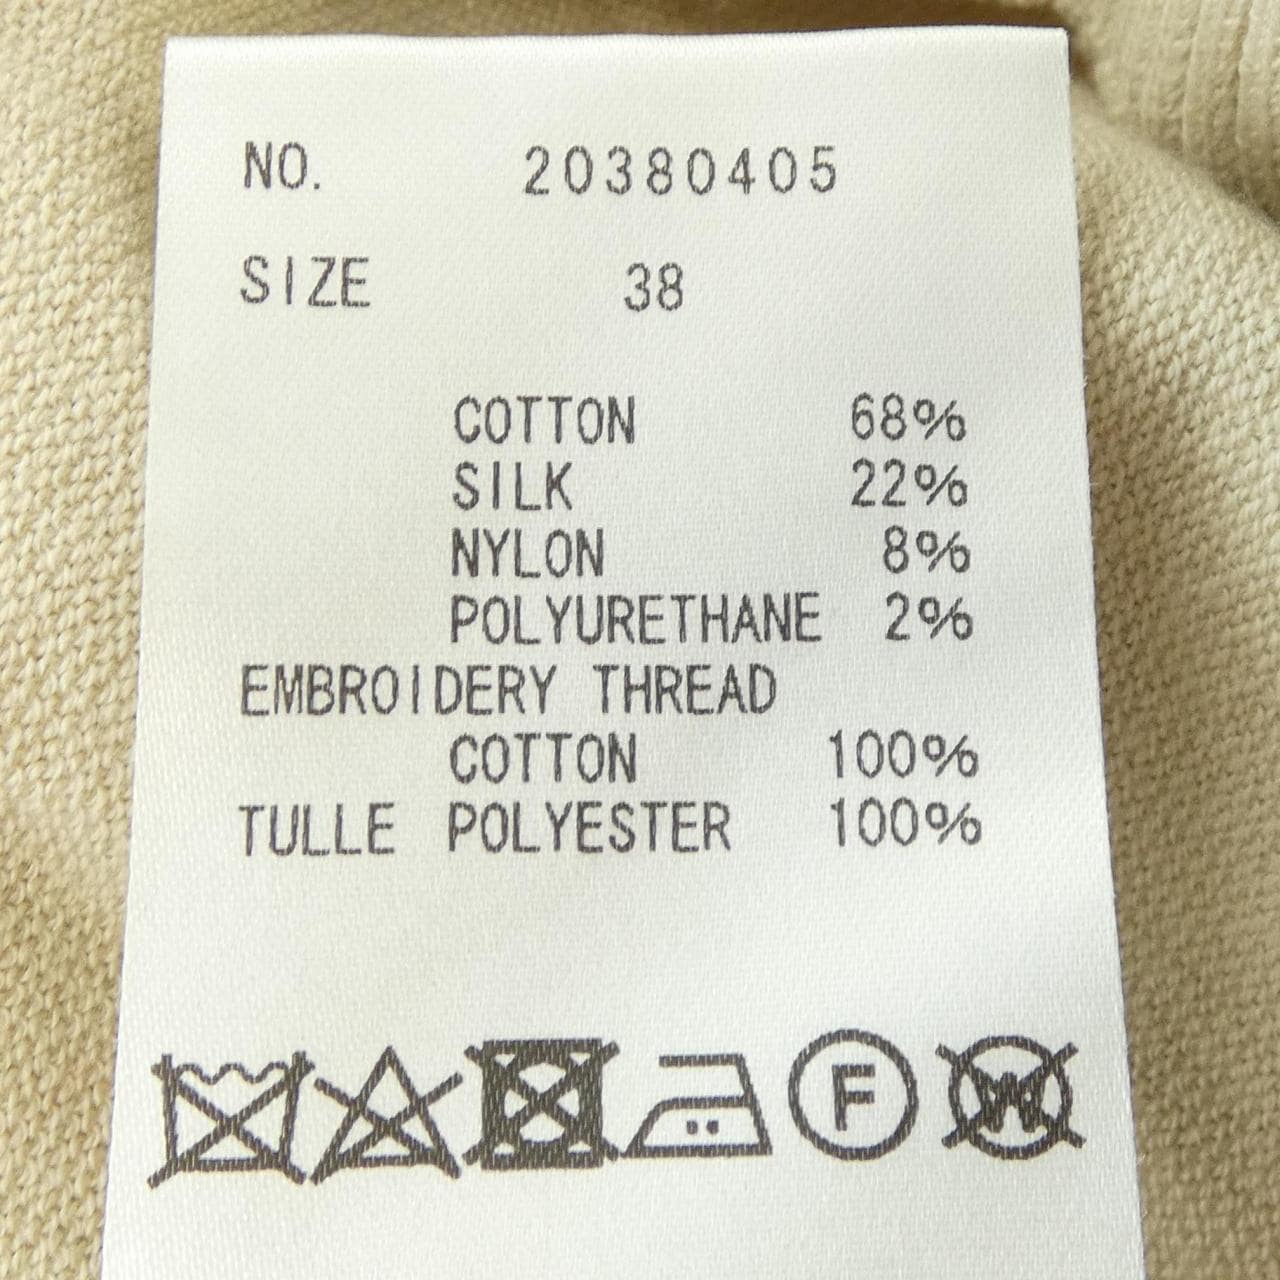 NO. 20380405
SIZE 38
COTTON 68%
SILK 22%
NYLON 8%
POLYURETHANE 2%
EMBROIDERY THREAD
COTTON 100%
TULLE POLYESTER 100%
F W